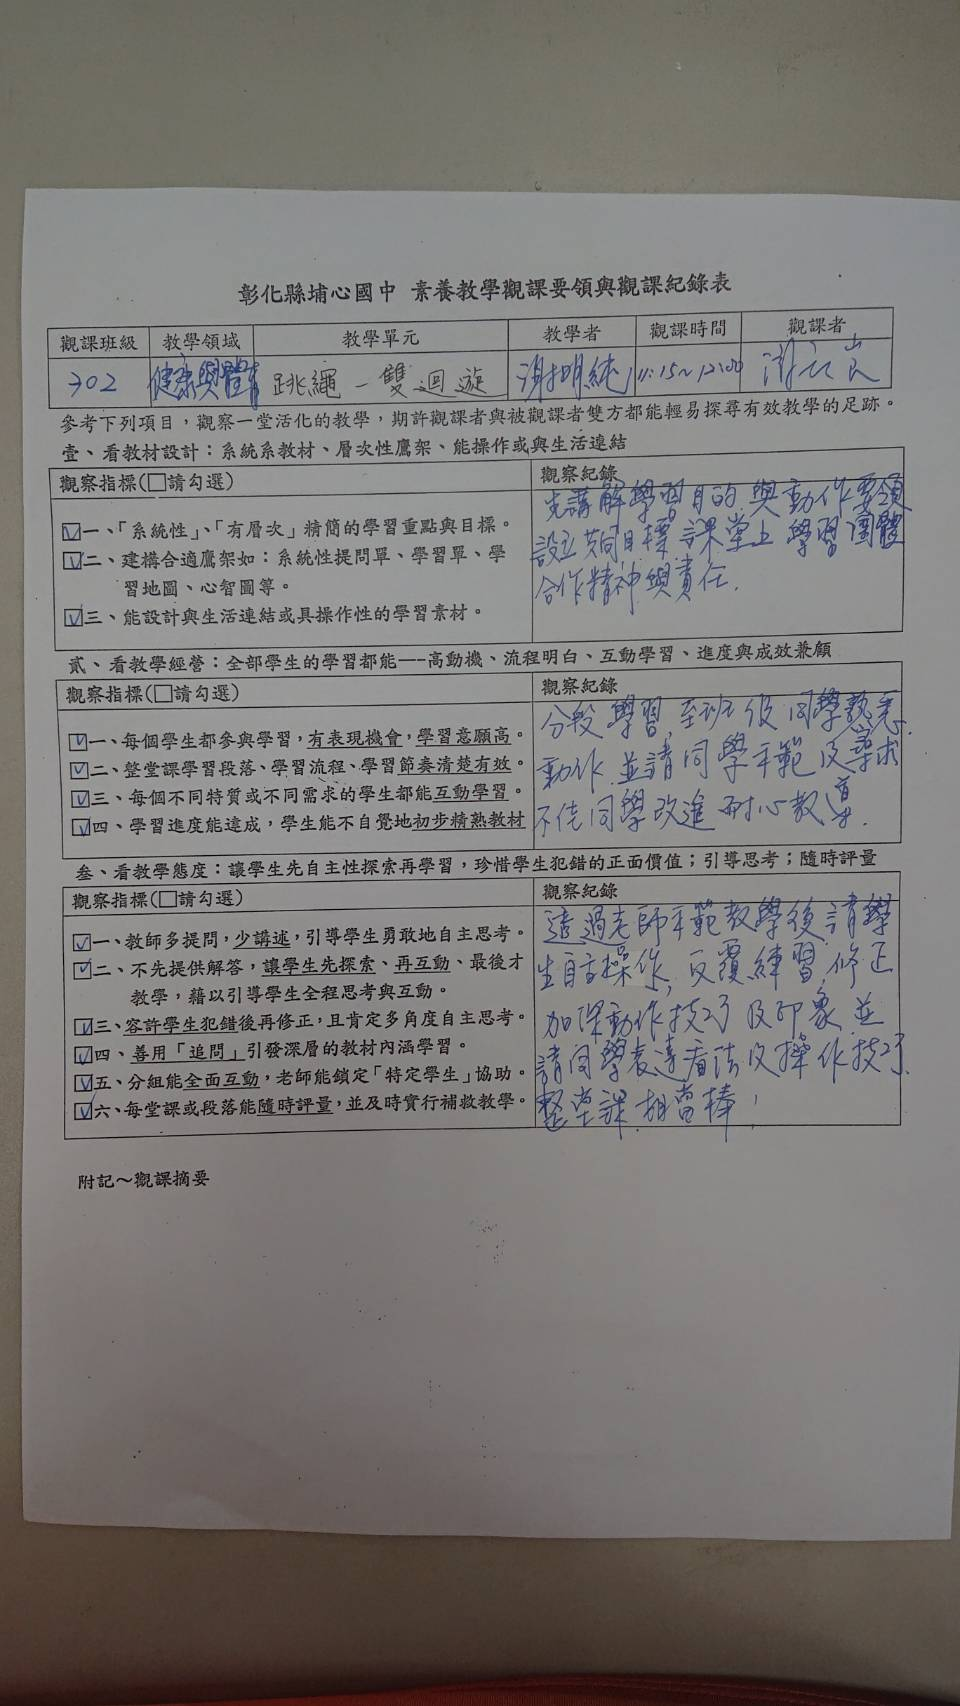 彰化縣埔心國中 素養教學觀課要領與觀課紀錄表
觀課班級 教學領域 教學單元 教學者 觀課時間 觀課者
302 健康與體育 跳繩-雙迴旋 謝明純 11:15~12:00
參考下列項目，觀察一堂活化的教學，期許觀課者與被觀課者雙方都能輕易探尋有效教學的足跡。
壹、看教材設計：系統系教材、層次性鷹架、能操作或與生活連結
觀察指標(□請勾選)
☑一、「系統性」、「有層次」精簡的學習重點與目標。
☑二、建構合適鷹架如：系統性提問單、學習單、學
習地圖、心智圖等。
☑三、能設計與生活連結或具操作性的學習素材。
觀察紀錄
先講解學習目的與動作要領
設立共同目標，課堂上學習團體
合作精神與責任.
貳、看教學經營：全部學生的學習都能——高動機、流程明白、互動學習、進度與成效兼顧
觀察指標(□請勾選)
☑一、每個學生都參與學習，有表現機會，學習意願高。
☑二、整堂課學習段落、學習流程、學習節奏清楚有效。
☑三、每個不同特質或不同需求的學生都能互動學習。
☑四、學習進度能達成，學生能不自覺地初步精熟教材
觀察紀錄
分段學習，同學熟悉
動作.並請同學示範及尋求
不佳同學改進耐心教導.
叁、看教學態度：讓學生先自主性探索再學習，珍惜學生犯錯的正面價值；引導思考；隨時評量
觀察指標(□請勾選)
☑一、教師多提問，少講述，引導學生勇敢地自主思考。
☑二、不先提供解答，讓學生先探索、再互動、最後才
教學，藉以引導學生全程思考與互動。
☑三、容許學生犯錯後再修正，且肯定多角度自主思考。
☑四、善用「追問」引發深層的教材內涵學習。
☑五、分組能全面互動，老師能鎖定「特定學生」協助。
☑六、每堂課或段落能隨時評量，並及時實行補救教學。
觀察紀錄
透過老師示範教學後，請學
生自己操作，反覆練習，修正
加深動作技巧及印象.並
請同學表達看法及操作技巧.
整堂課.相當棒，
附記～觀課摘要